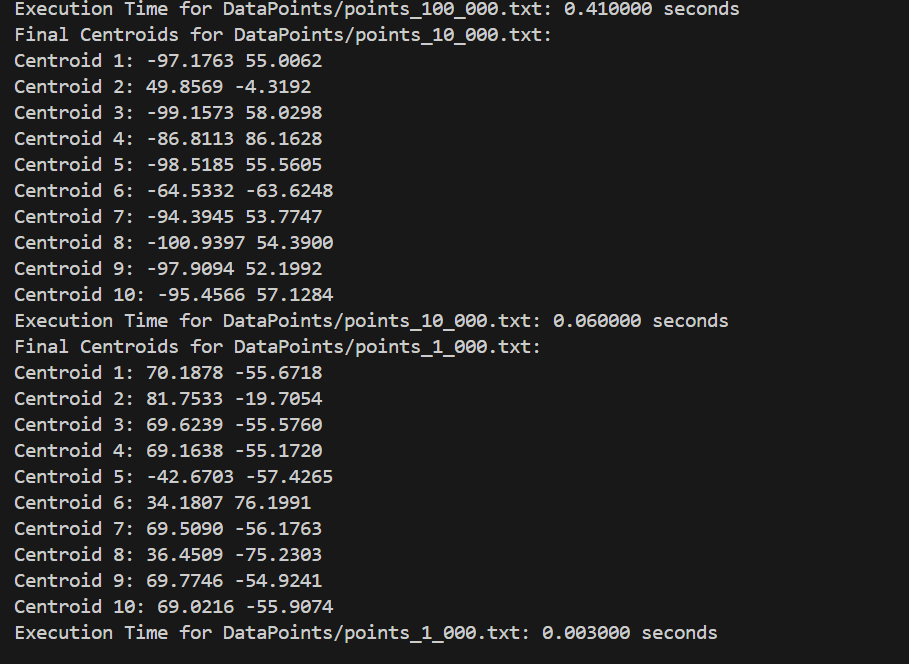 Execution Time for DataPoints/points_100_000.txt: 0.410000 seconds
Final Centroids for DataPoints/points_10_000.txt:
Centroid 1: -97.1763 55.0062
Centroid 2: 49.8569 -4.3192
Centroid 3: -99.1573 58.0298
Centroid 4: -86.8113 86.1628
Centroid 5: -98.5185 55.5605
Centroid 6: -64.5332 -63.6248
Centroid 7: -94.3945 53.7747
Centroid 8: -100.9397 54.3900
Centroid 9: -97.9094 52.1992
Centroid 10: -95.4566 57.1284
Execution Time for DataPoints/points_10_000.txt: 0.060000 seconds
Final Centroids for DataPoints/points_1_000.txt:
Centroid 1: 70.1878 -55.6718
Centroid 2: 81.7533 -19.7054
Centroid 3: 69.6239 -55.5760
Centroid 4: 69.1638 -55.1720
Centroid 5: -42.6703 -57.4265
Centroid 6: 34.1807 76.1991
Centroid 7: 69.5090 -56.1763
Centroid 8: 36.4509 -75.2303
Centroid 9: 69.7746 -54.9241
Centroid 10: 69.0216 -55.9074
Execution Time for DataPoints/points_1_000.txt: 0.003000 seconds